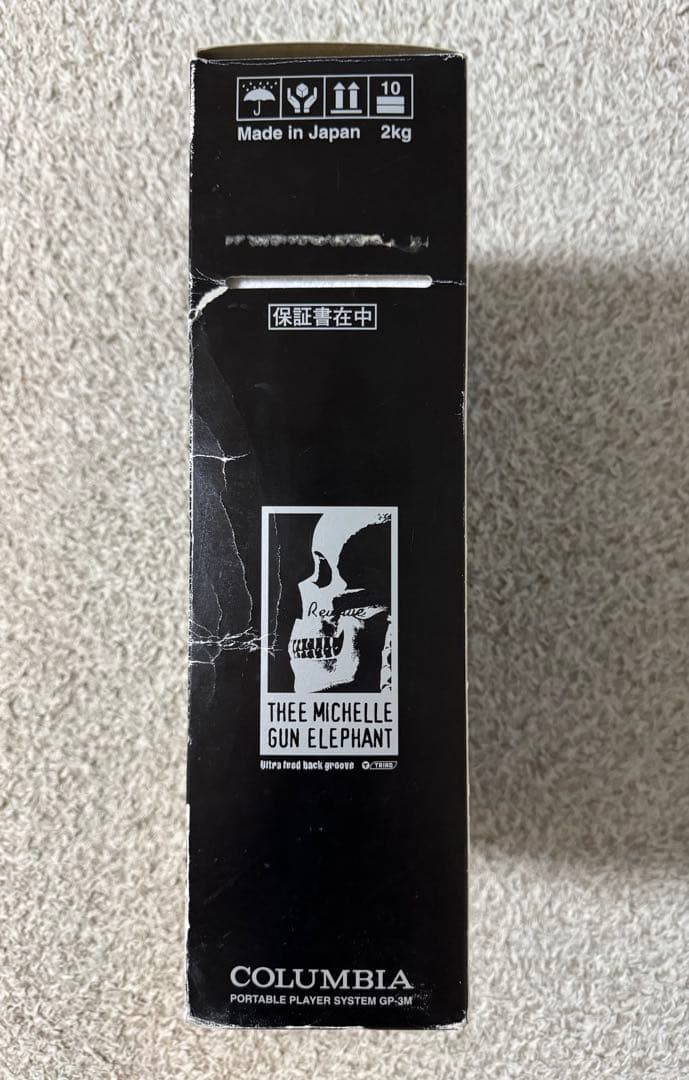 10
Made in Japan 2kg
保証書在中
THEE MICHELLE
GUN ELEPHANT
Ultra feed back groove
TRIAD
COLUMBIA
PORTABLE PLAYER SYSTEM GP-3M